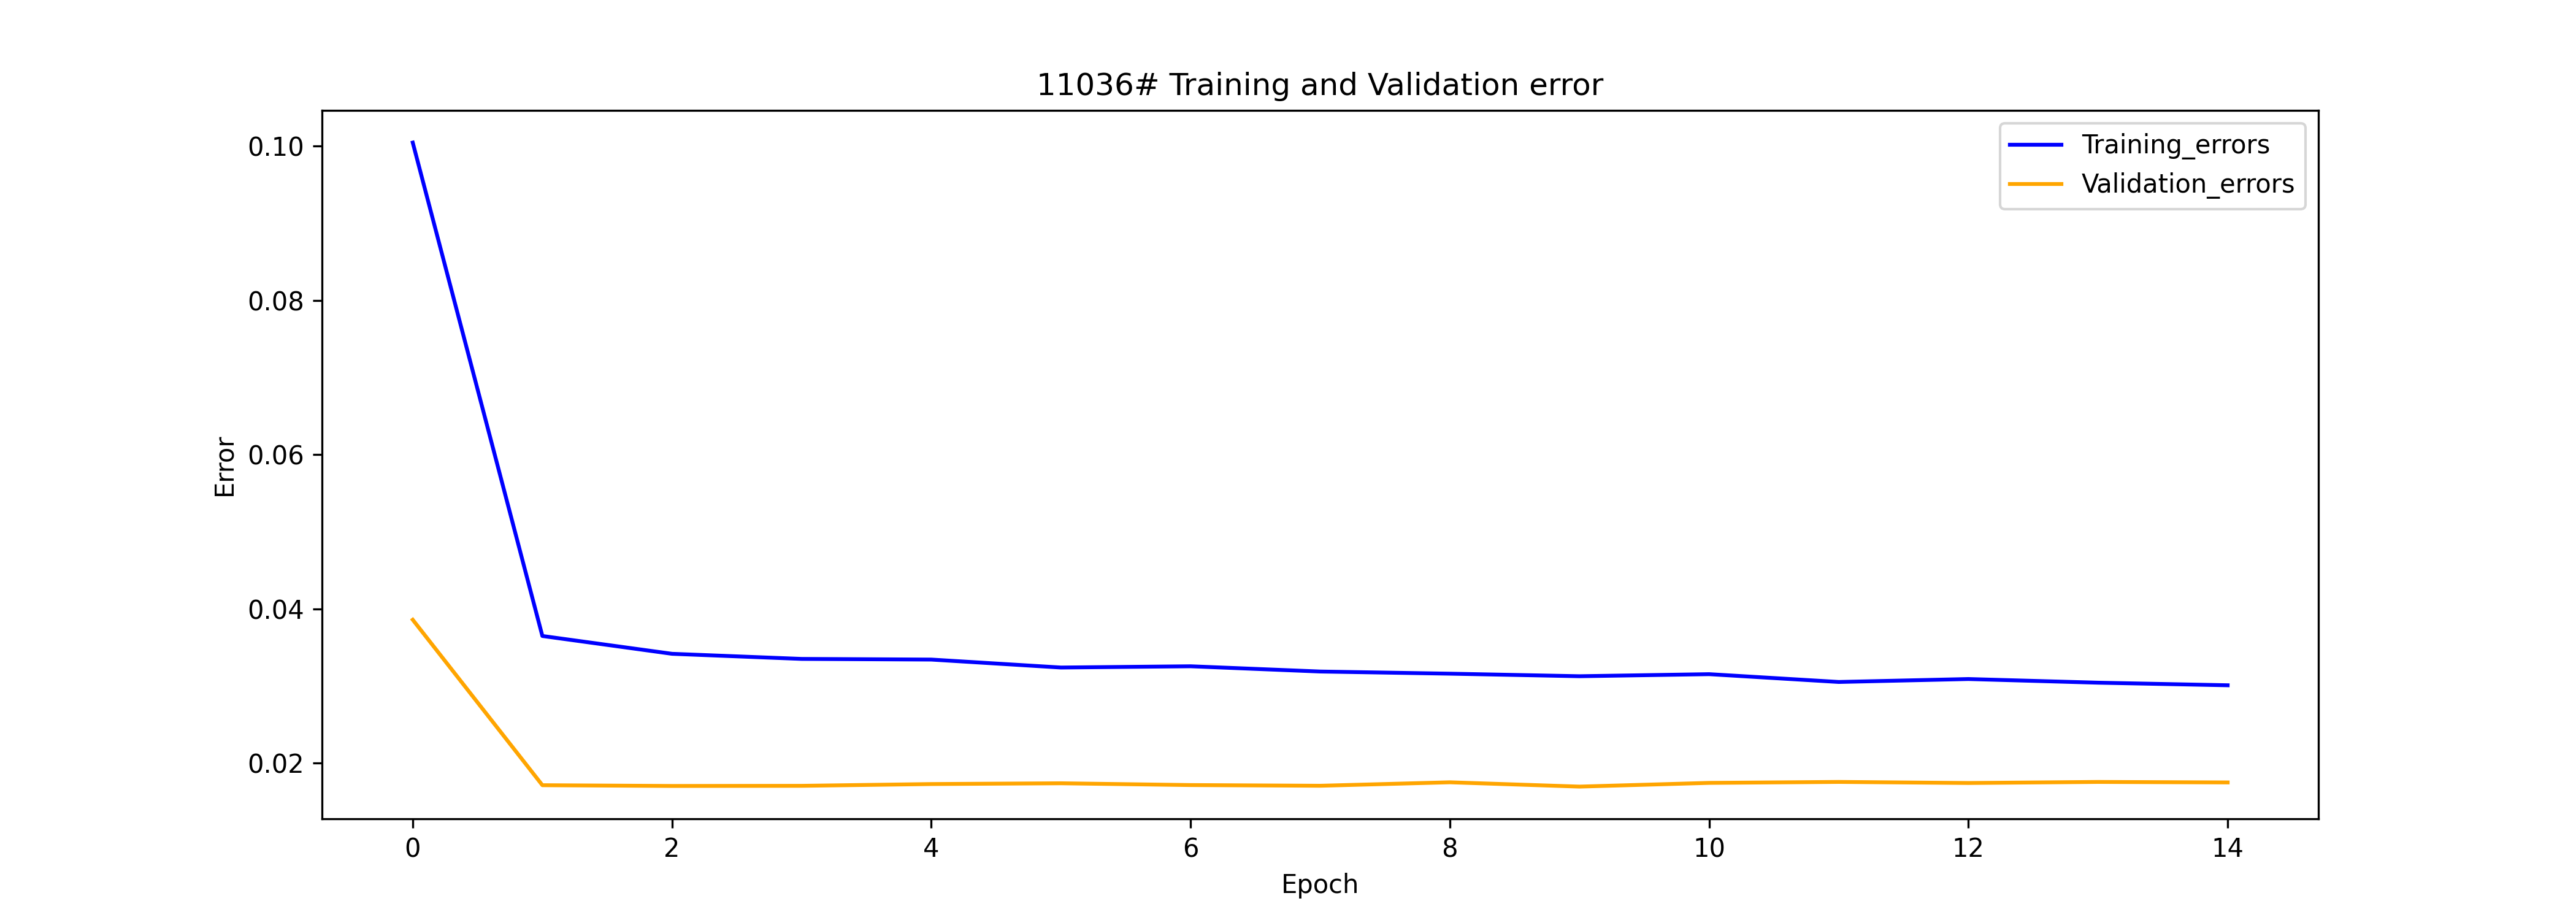 11036# Training and Validation error
Training_errors
Validation_errors
0.10
0.08
0.06
0.04
0.02
Error
0 2 4 6 8 10 12 14
Epoch